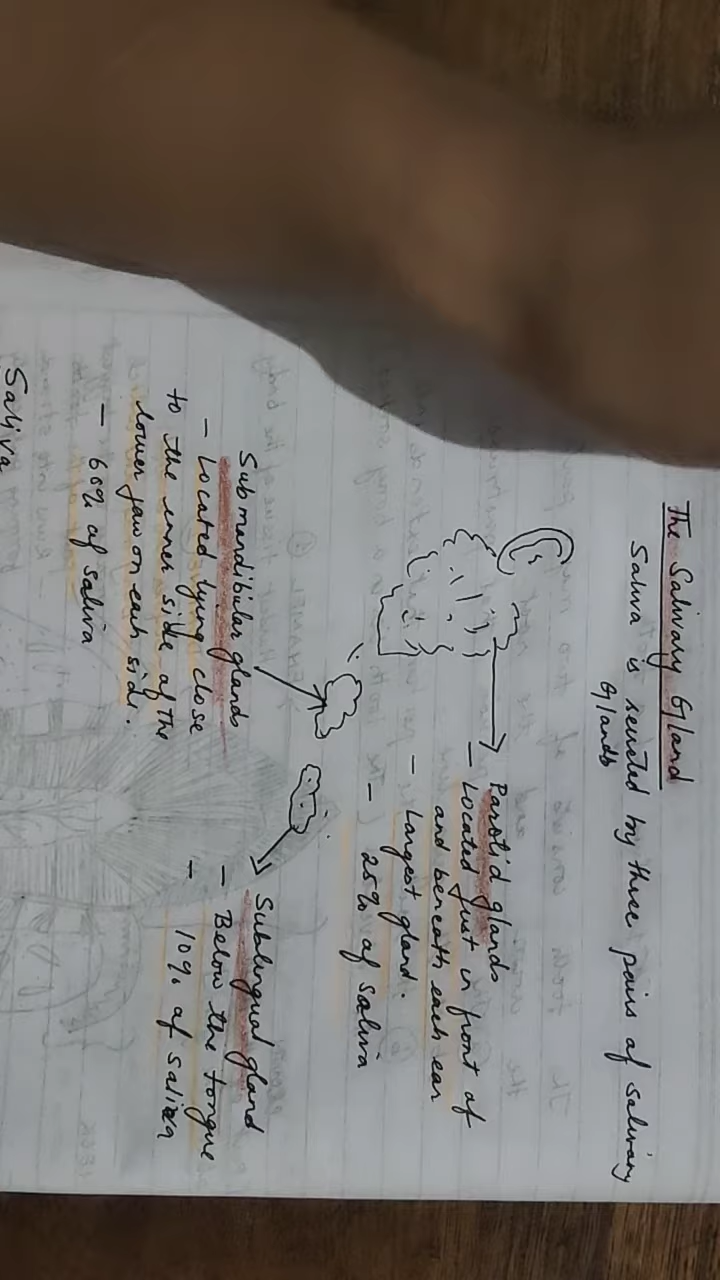 The Salivary Gland
Saliva is secreted by three pairs of salivary
Glands
Parotid glands
- Located just in front of
and beneath each ear
- Largest gland.
- 25% of saliva
Submandibular glands
- Located lying close
to the inner side of the
lower jaw on each side.
- 65% of saliva
Sublingual gland
- Below the tongue
- 10% of saliva
Saliva